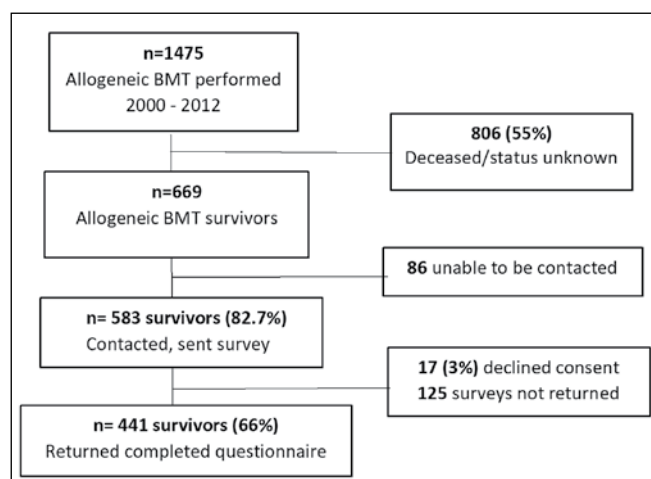 n=1475
Allogeneic BMT performed
2000 - 2012
806 (55%)
Deceased/status unknown
n=669
Allogeneic BMT survivors
86 unable to be contacted
n= 583 survivors (82.7%)
Contacted, sent survey
17 (3%) declined consent
125 surveys not returned
n= 441 survivors (66%)
Returned completed questionnaire